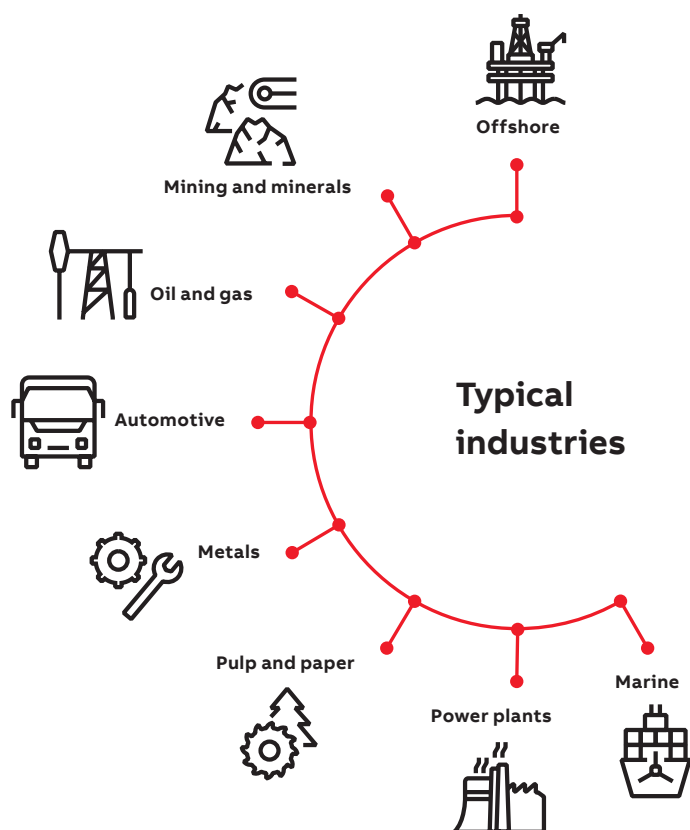 Offshore
Mining and minerals
Oil and gas
Automotive
Typical
industries
Metals
Pulp and paper
Marine
Power plants